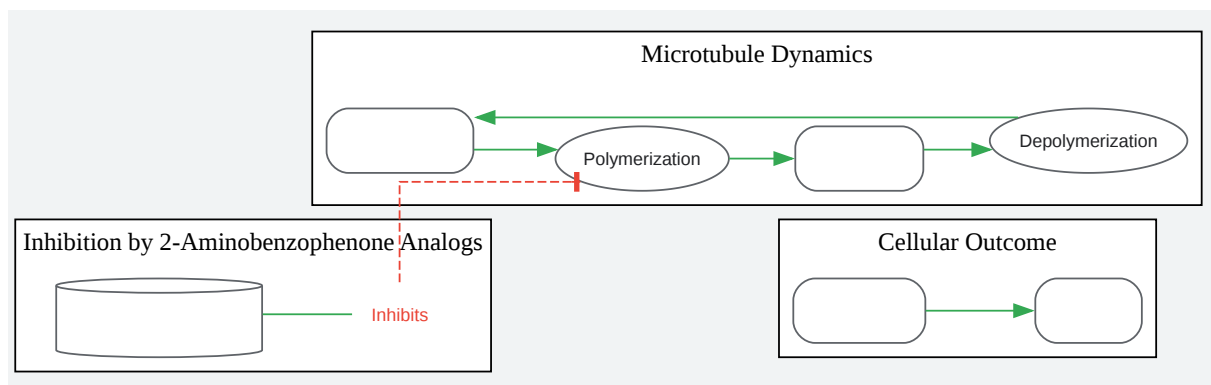 Microtubule Dynamics
Polymerization
Depolymerization
Inhibition by 2-Aminobenzophenone Analogs
Inhibits
Cellular Outcome